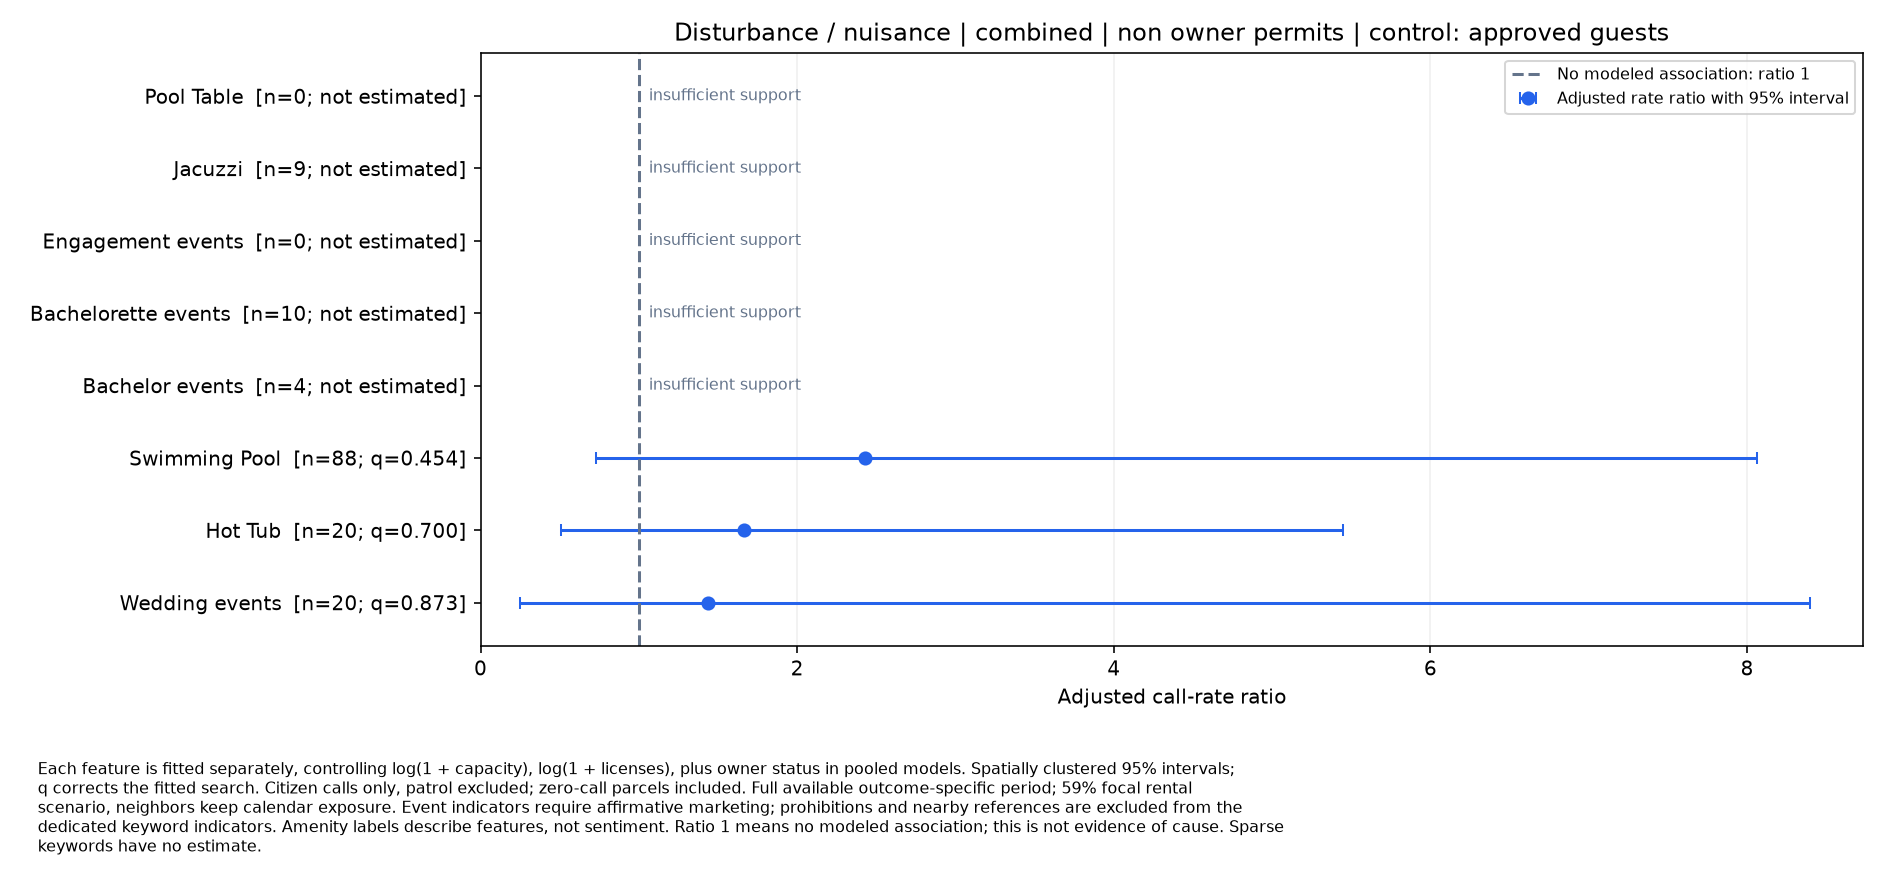 Disturbance / nuisance | combined | non owner permits | control: approved guests
No modeled association: ratio 1
Adjusted rate ratio with 95% interval
Pool Table [n=0; not estimated] insufficient support
Jacuzzi [n=9; not estimated] insufficient support
Engagement events [n=0; not estimated] insufficient support
Bachelorette events [n=10; not estimated] insufficient support
Bachelor events [n=4; not estimated] insufficient support
Swimming Pool [n=88; q=0.454]
Hot Tub [n=20; q=0.700]
Wedding events [n=20; q=0.873]
0 2 4 6 8
Adjusted call-rate ratio
Each feature is fitted separately, controlling log(1 + capacity), log(1 + licenses), plus owner status in pooled models. Spatially clustered 95% intervals;
q corrects the fitted search. Citizen calls only, patrol excluded; zero-call parcels included. Full available outcome-specific period; 59% focal rental
scenario, neighbors keep calendar exposure. Event indicators require affirmative marketing; prohibitions and nearby references are excluded from the
dedicated keyword indicators. Amenity labels describe features, not sentiment. Ratio 1 means no modeled association; this is not evidence of cause. Sparse
keywords have no estimate.